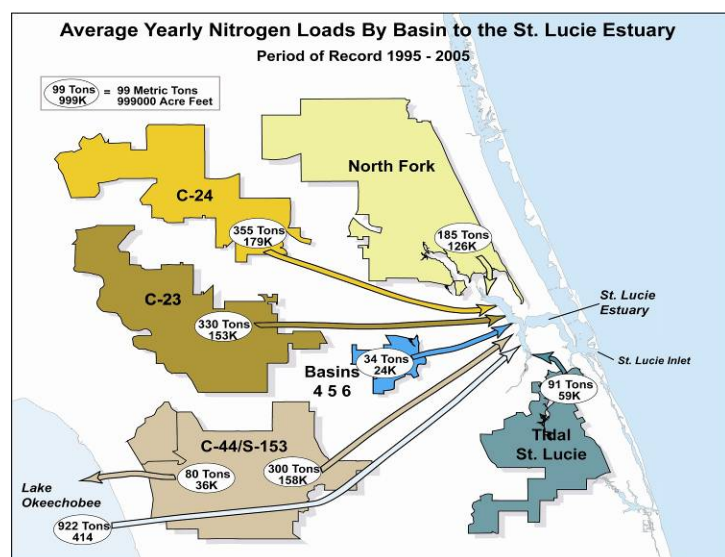 Average Yearly Nitrogen Loads By Basin to the St. Lucie Estuary
Period of Record 1995 - 2005
99 Tons
999K
= 99 Metric Tons
999000 Acre Feet
North Fork
C-24
355 Tons
179K
185 Tons
126K
C-23
330 Tons
153K
St. Lucie
Estuary
St. Lucie Inlet
34 Tons
24K
Basins
4 5 6
91 Tons
59K
Tidal
St. Lucie
C-44/S-153
80 Tons
36K
300 Tons
158K
Lake
Okeechobee
922 Tons
414